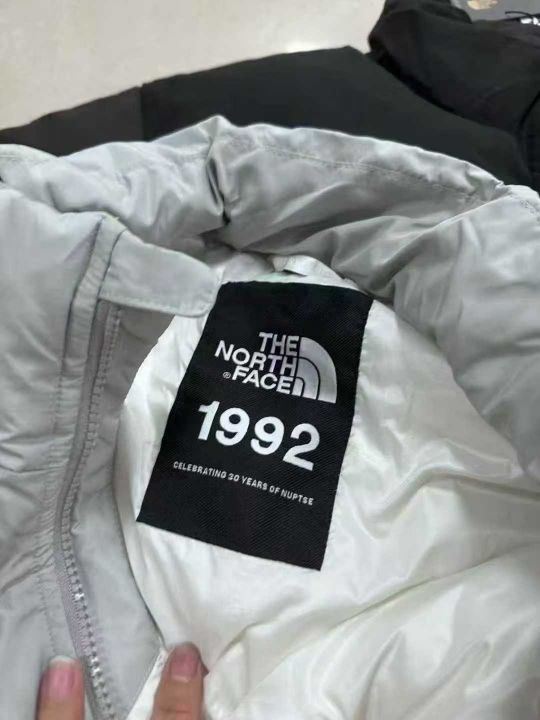 THE
NORTH
® FACE
1992
CELEBRATING 30 YEARS OF NUPTSE